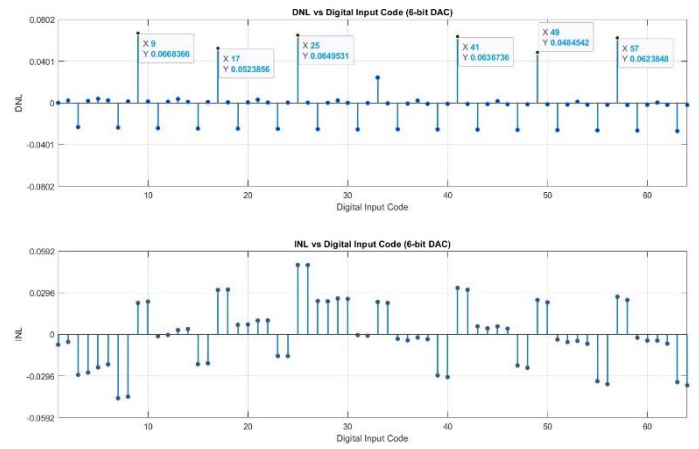 DNL vs Digital Input Code (6-bit DAC)
0.0802
0.0401
0
-0.0401
-0.0802
DNL
X 9
Y 0.0668366
X 17
Y 0.0523856
X 25
Y 0.0649531
X 41
Y 0.0636736
X 49
Y 0.0484542
X 57
Y 0.0623848
10 20 30 40 50 60
Digital Input Code
INL vs Digital Input Code (6-bit DAC)
0.0592
0.0296
0
-0.0296
-0.0592
INL
10 20 30 40 50 60
Digital Input Code